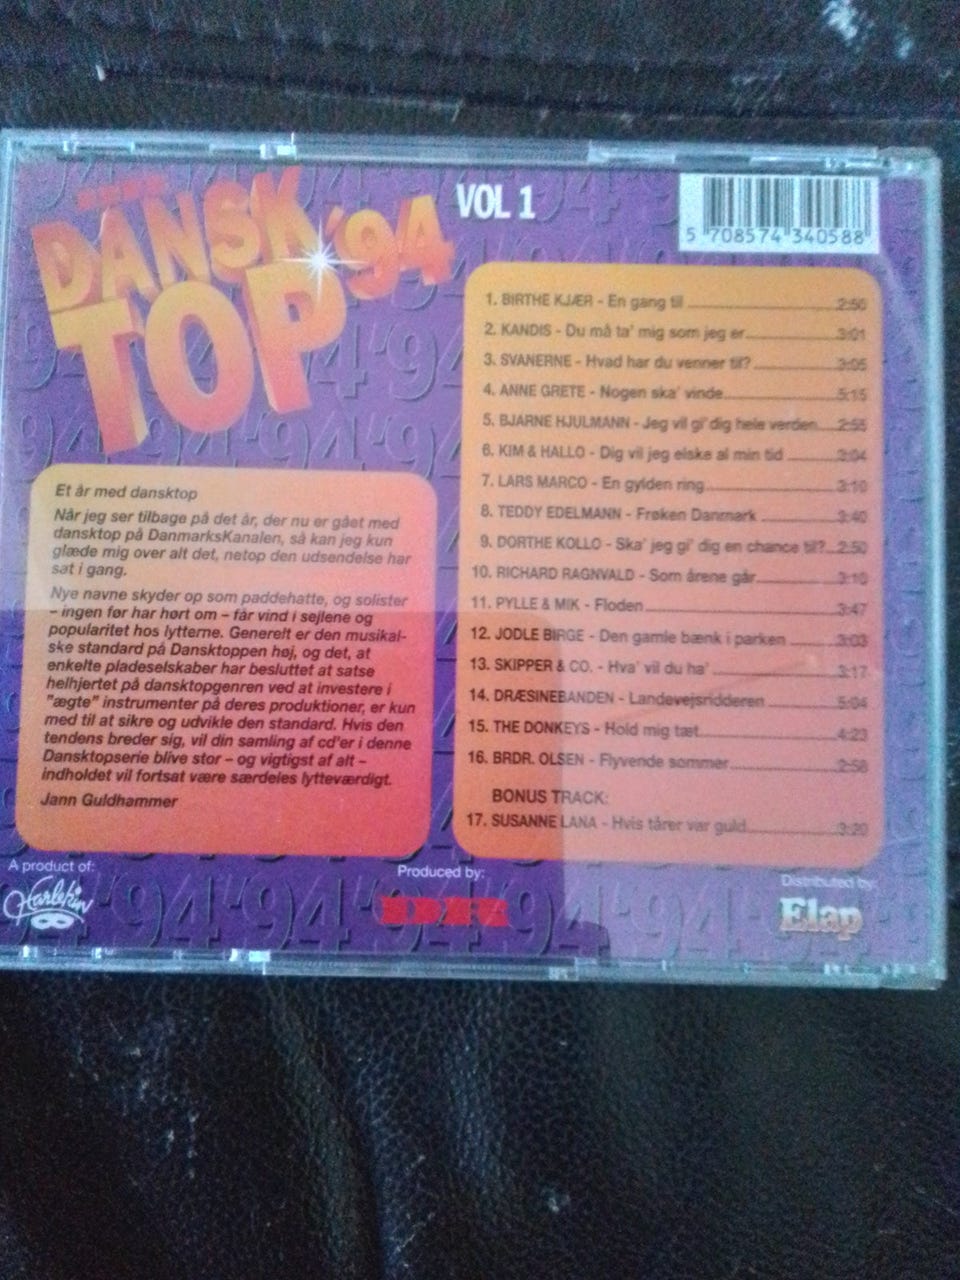 DANSK
TOP '94
VOL 1
5 708574 340588
1. BIRTHE KJÆR - En gang til 2:50
2. KANDIS - Du må ta' mig som jeg er 3:01
3. SVANERNE - Hvad har du venner til? 3:05
4. ANNE GRETE - Nogen ska' vinde 5:15
5. BJARNE HJULMANN - Jeg vil gi' dig hele verden 2:55
6. KIM & HALLO - Dig vil jeg elske al min tid 3:04
7. LARS MARCO - En gylden ring 3:10
8. TEDDY EDELMANN - Frøken Danmark 3:40
9. DORTHE KOLLO - Ska' jeg gi' dig en chance til? 2:50
10. RICHARD RAGNVALD - Som årene går 3:10
11. PYLLE & MIK - Floden 3:47
12. JODLE BIRGE - Den gamle bænk i parken 3:03
13. SKIPPER & CO. - Hva' vil du ha' 3:17
14. DRÆSINEBANDEN - Landevejsridderen 5:04
15. THE DONKEYS - Hold mig tæt 4:23
16. BRDR. OLSEN - Flyvende sommer 2:58
BONUS TRACK:
17. SUSANNE LANA - Hvis tårer var guld 3:20
Et år med dansktop
Når jeg ser tilbage på det år, der nu er gået med
dansktop på DanmarksKanalen, så kan jeg kun
glæde mig over alt det, netop den udsendelse har
sat i gang.
Nye navne skyder op som paddehatte, og solister
– ingen før har hørt om – får vind i sejlene og
popularitet hos lytterne. Generelt er den musikal-
ske standard på Dansktoppen høj, og det, at
enkelte pladeselskaber har besluttet at satse
helhjertet på dansktopgenren ved at investere i
"ægte" instrumenter på deres produktioner, er kun
med til at sikre og udvikle den standard. Hvis den
tendens breder sig, vil din samling af cd'er i denne
Dansktopserie blive stor – og vigtigst af alt –
indholdet vil fortsat være særdeles lytteværdigt.
Jann Guldhammer
A product of:
Harlekin
Produced by:
Distributed by:
Elap